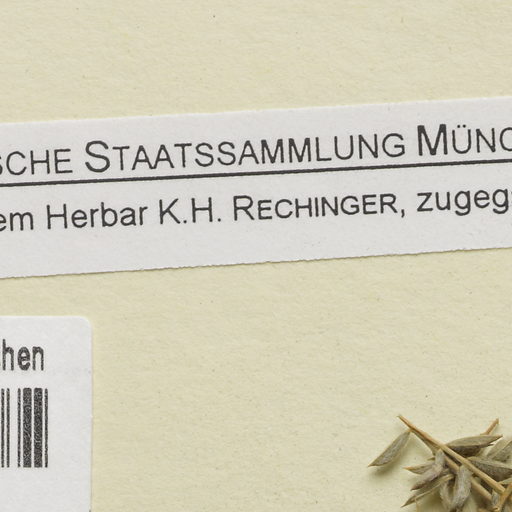 SCHE STAATSSAMMLUNG MÜNC
em Herbar K.H. RECHINGER, zugeg
hen